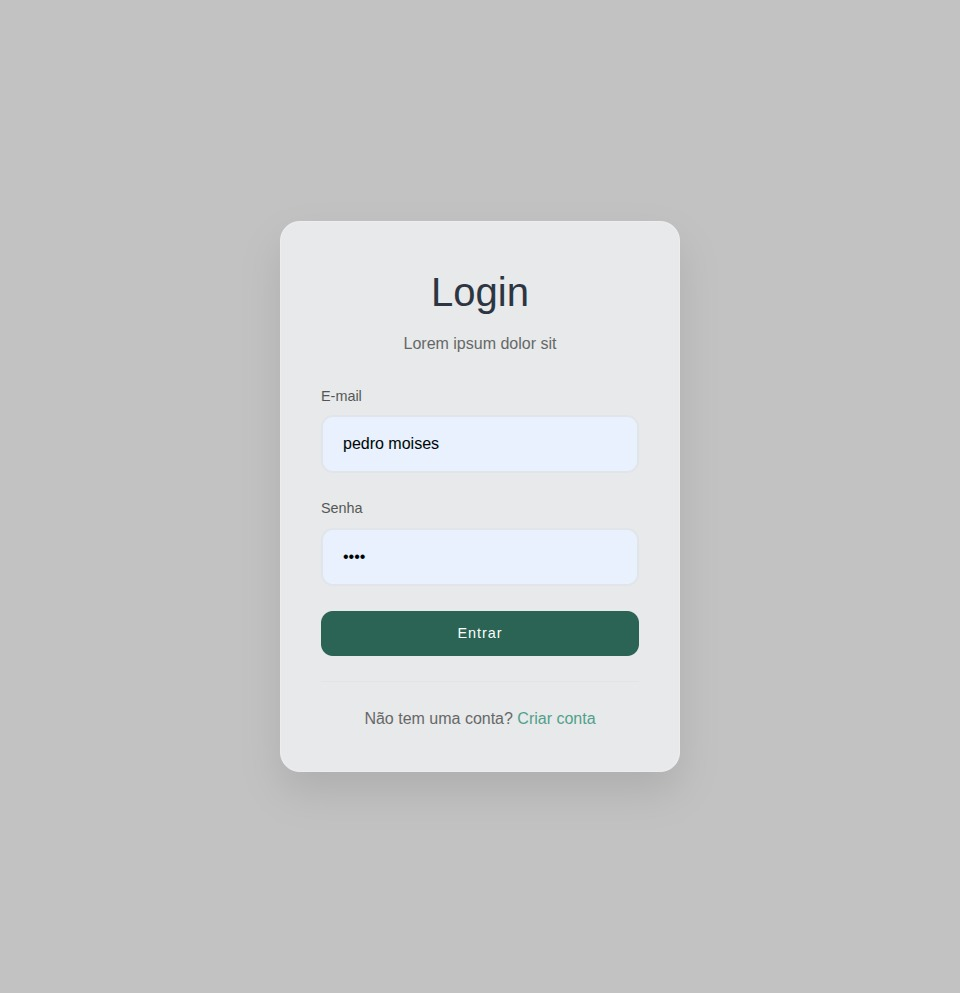 Login
Lorem ipsum dolor sit
E-mail
pedro moises
Senha
••••
Entrar
Não tem uma conta? Criar conta